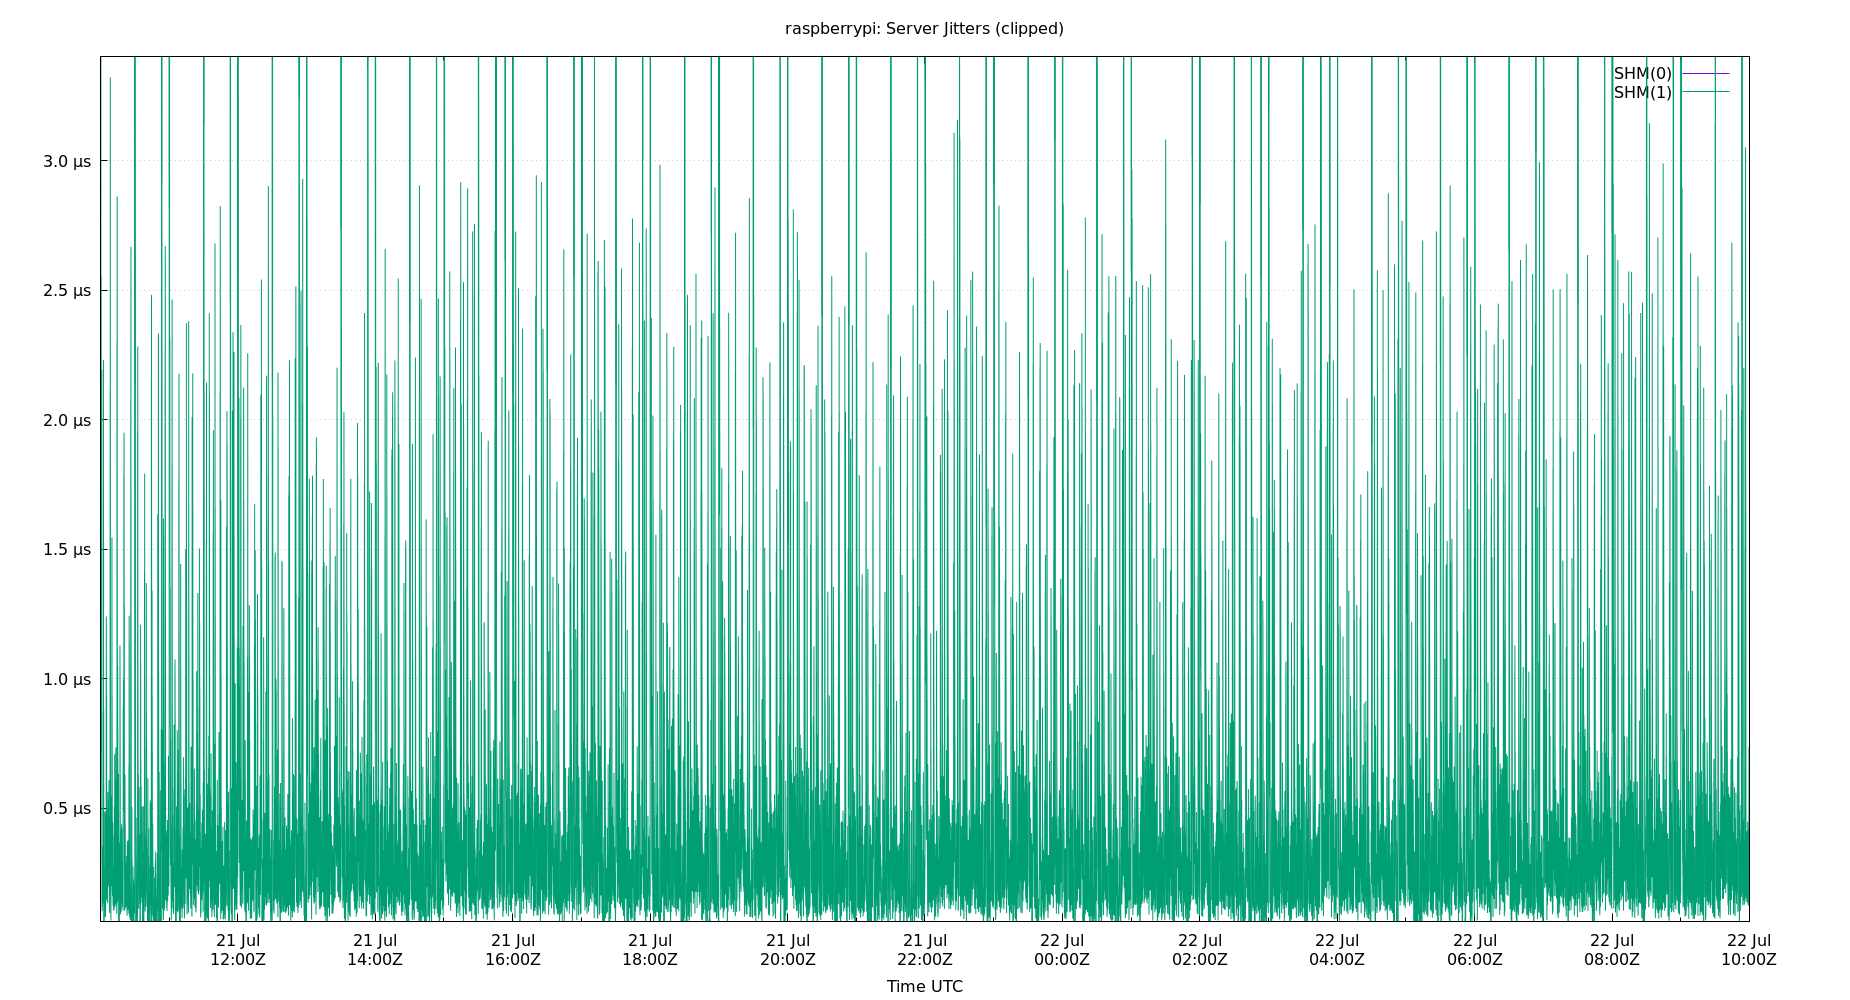 raspberrypi: Server Jitters (clipped)
SHM(0)
SHM(1)
3.0 µs
2.5 µs
2.0 µs
1.5 µs
1.0 µs
0.5 µs
21 Jul 21 Jul 21 Jul 21 Jul 21 Jul 21 Jul 22 Jul 22 Jul 22 Jul 22 Jul 22 Jul 22 Jul
12:00Z 14:00Z 16:00Z 18:00Z 20:00Z 22:00Z 00:00Z 02:00Z 04:00Z 06:00Z 08:00Z 10:00Z
Time UTC